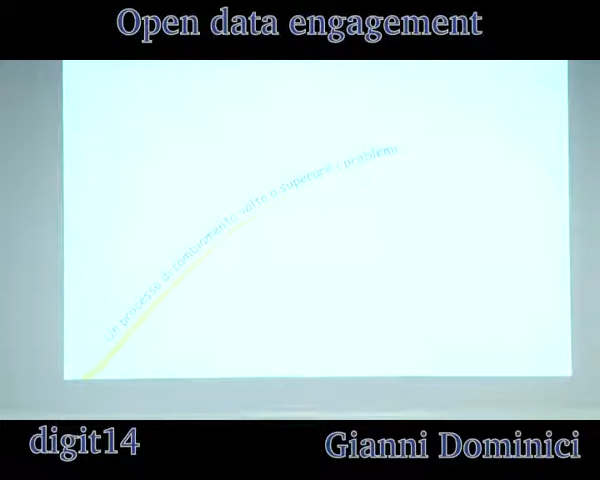 Open data engagement
Un processo di cambiamento volto a superare i problemi
digit14
Gianni Dominici